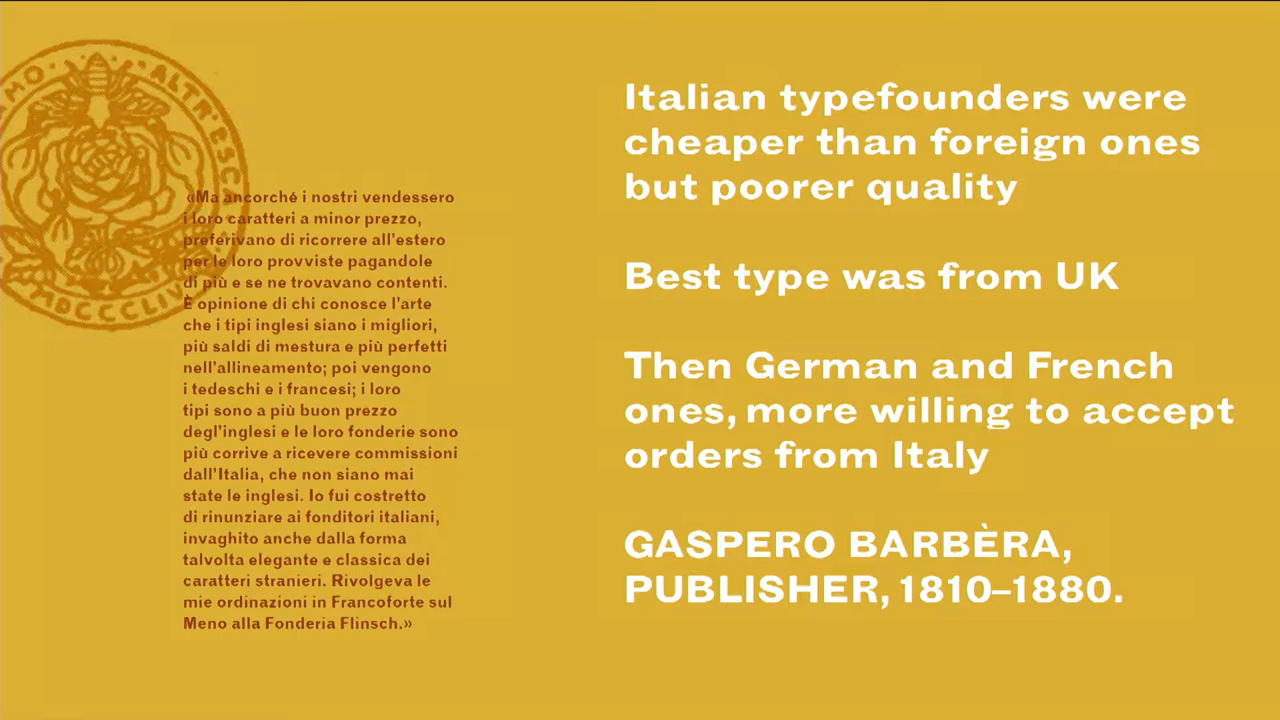 MO · ALTR' ESCA
MDCCCLIV
«Ma ancorché i nostri vendessero
i loro caratteri a minor prezzo,
preferivano di ricorrere all'estero
per le loro provviste pagandole
di più e se ne trovavano contenti.
È opinione di chi conosce l'arte
che i tipi inglesi siano i migliori,
più saldi di mestura e più perfetti
nell'allineamento; poi vengono
i tedeschi e i francesi; i loro
tipi sono a più buon prezzo
degl'inglesi e le loro fonderie sono
più corrive a ricevere commissioni
dall'Italia, che non siano mai
state le inglesi. Io fui costretto
di rinunziare ai fonditori italiani,
invaghito anche dalla forma
talvolta elegante e classica dei
caratteri stranieri. Rivolgeva le
mie ordinazioni in Francoforte sul
Meno alla Fonderia Flinsch.»
Italian typefounders were
cheaper than foreign ones
but poorer quality
Best type was from UK
Then German and French
ones, more willing to accept
orders from Italy
GASPERO BARBÈRA,
PUBLISHER, 1810–1880.